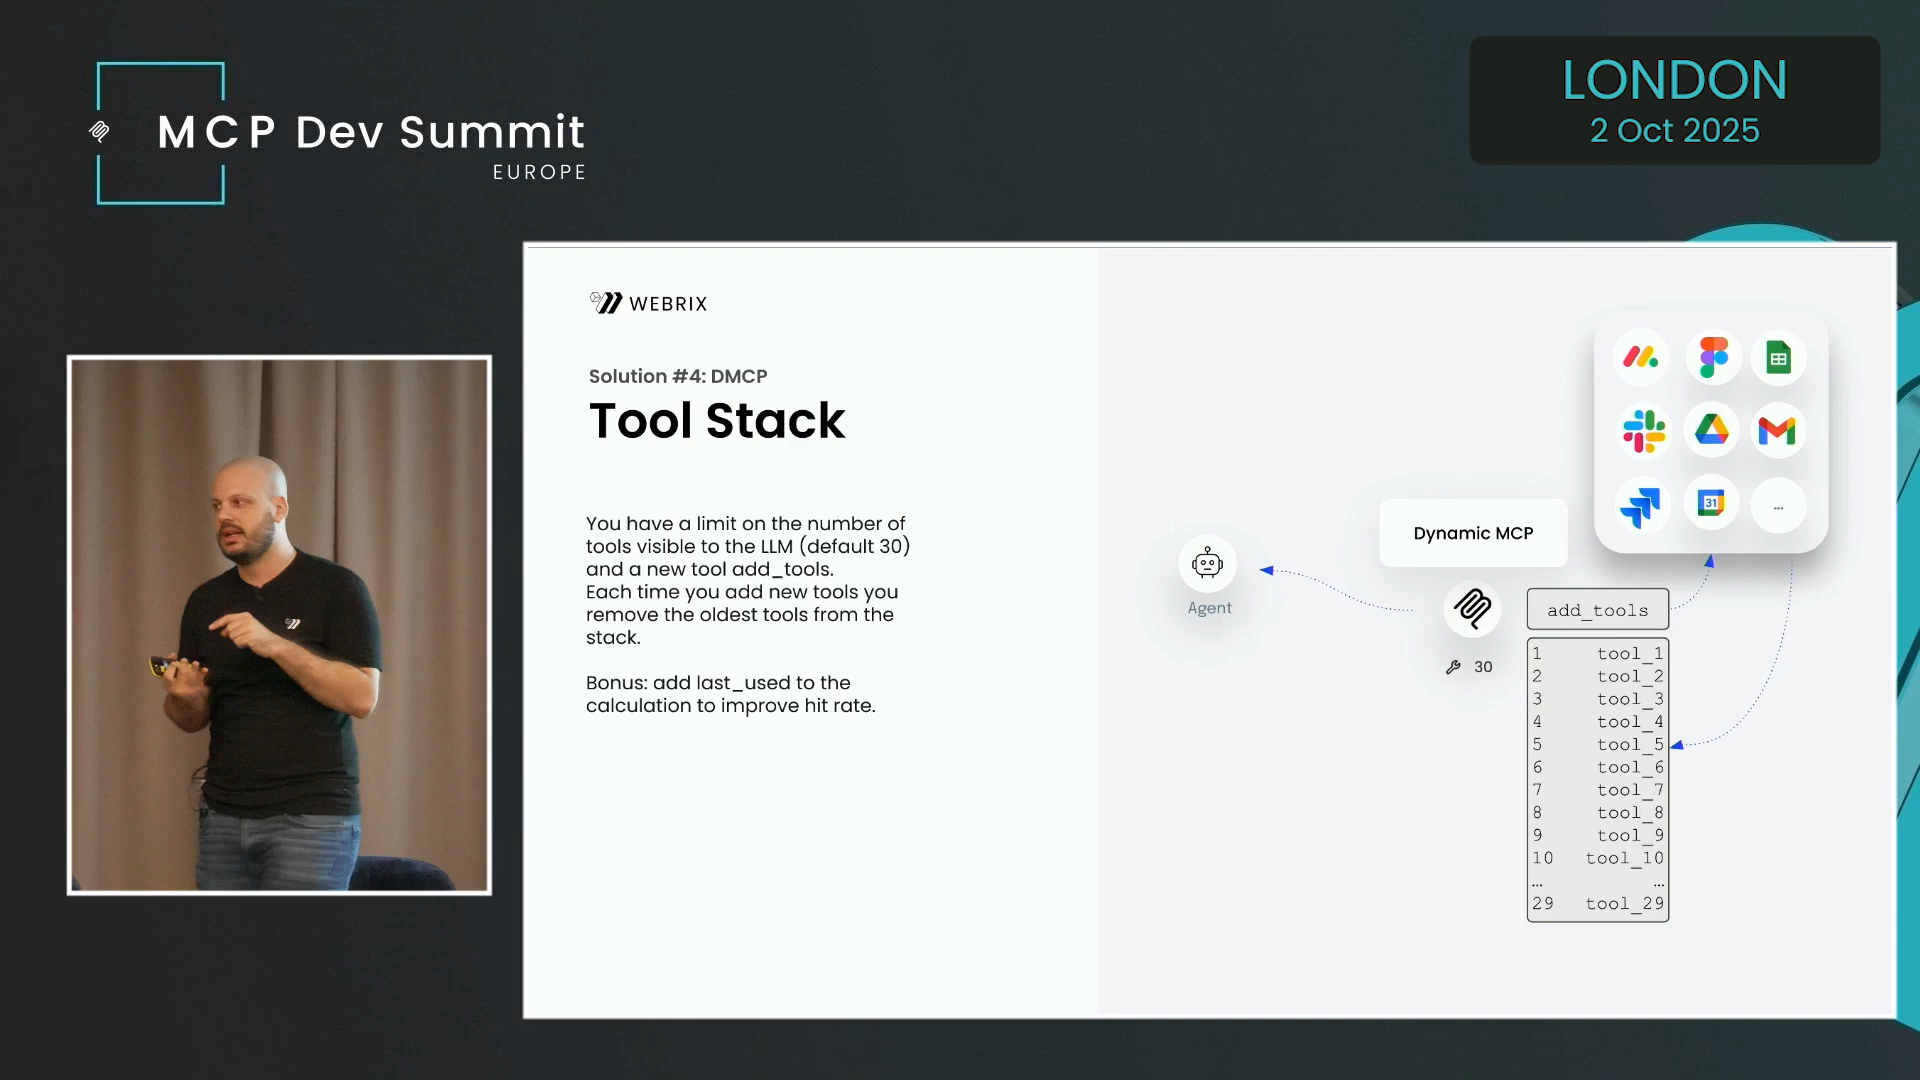 MCP Dev Summit
EUROPE
LONDON
2 Oct 2025
WEBRIX
Solution #4: DMCP
Tool Stack
You have a limit on the number of
tools visible to the LLM (default 30)
and a new tool add_tools.
Each time you add new tools you
remove the oldest tools from the
stack.
Bonus: add last_used to the
calculation to improve hit rate.
Agent
Dynamic MCP
30
31
...
add_tools
1 tool_1
2 tool_2
3 tool_3
4 tool_4
5 tool_5
6 tool_6
7 tool_7
8 tool_8
9 tool_9
10 tool_10
... ...
29 tool_29